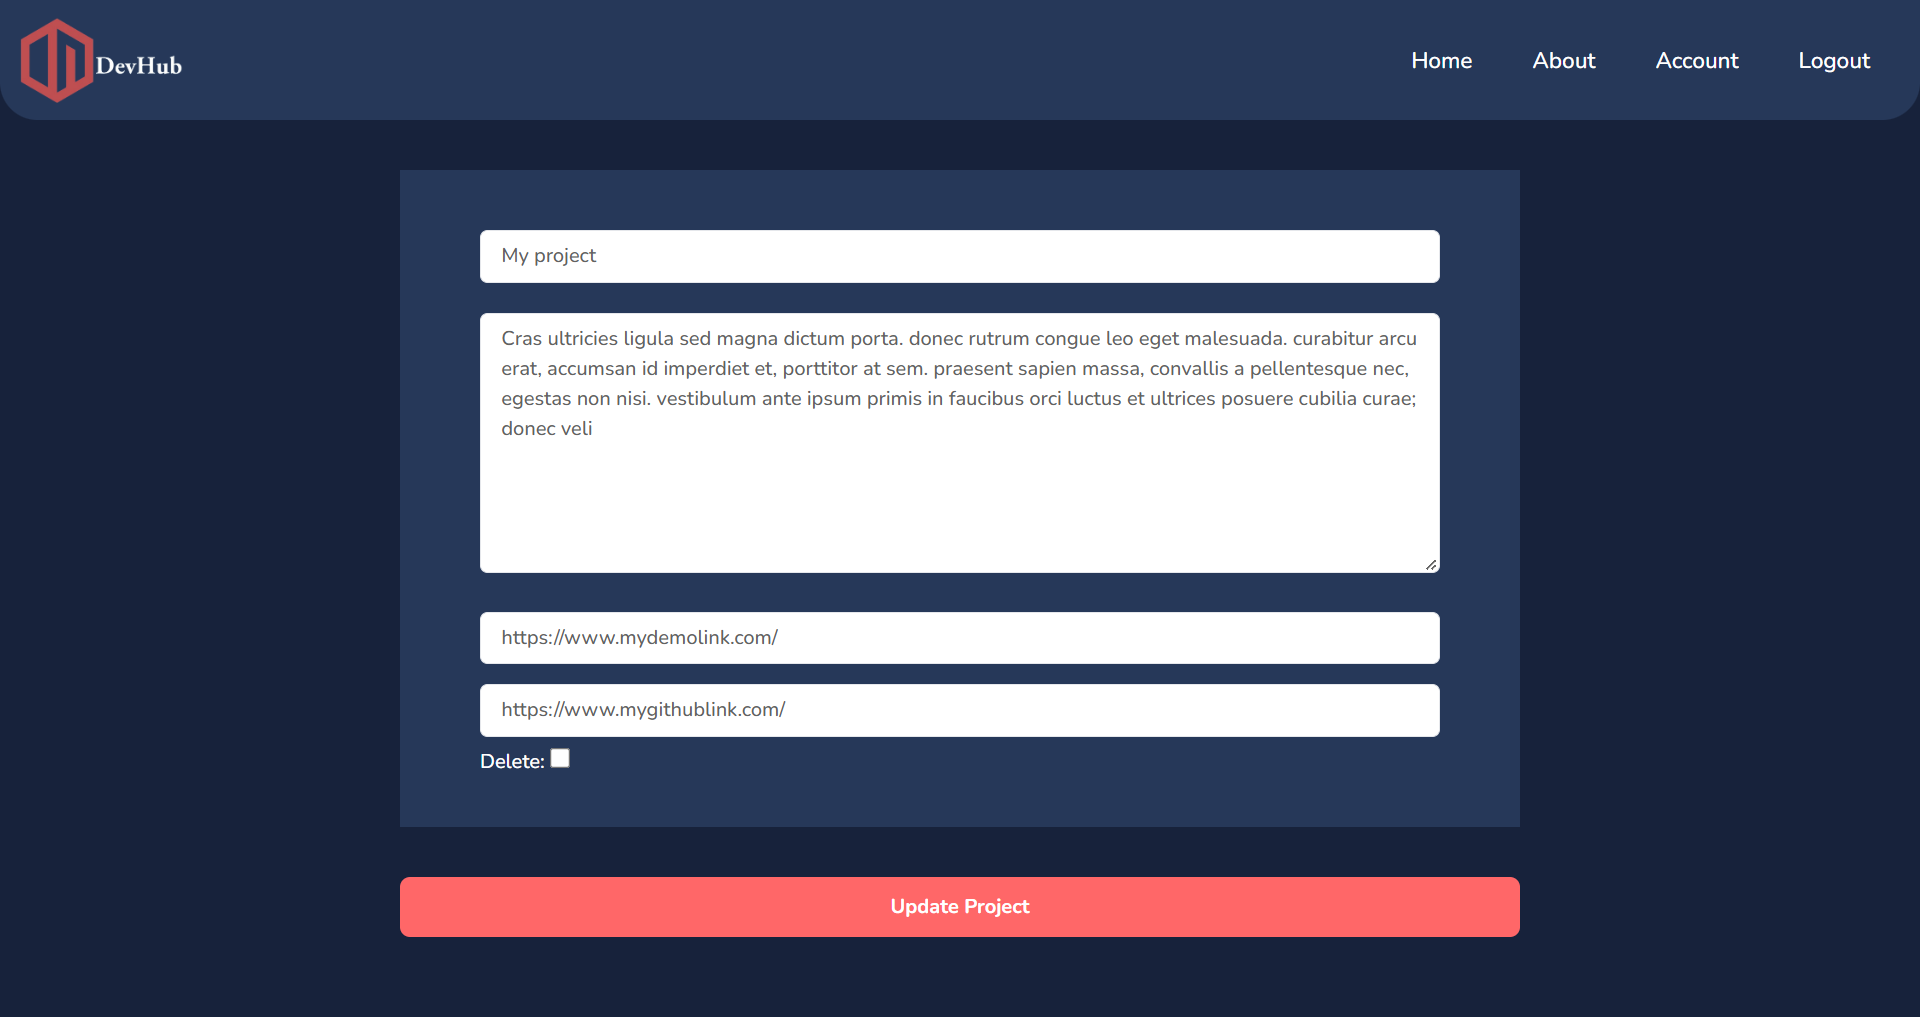 DevHub
Home About Account Logout
My project
Cras ultricies ligula sed magna dictum porta. donec rutrum congue leo eget malesuada. curabitur arcu
erat, accumsan id imperdiet et, porttitor at sem. praesent sapien massa, convallis a pellentesque nec,
egestas non nisi. vestibulum ante ipsum primis in faucibus orci luctus et ultrices posuere cubilia curae;
donec veli
https://www.mydemolink.com/
https://www.mygithublink.com/
Delete:
Update Project